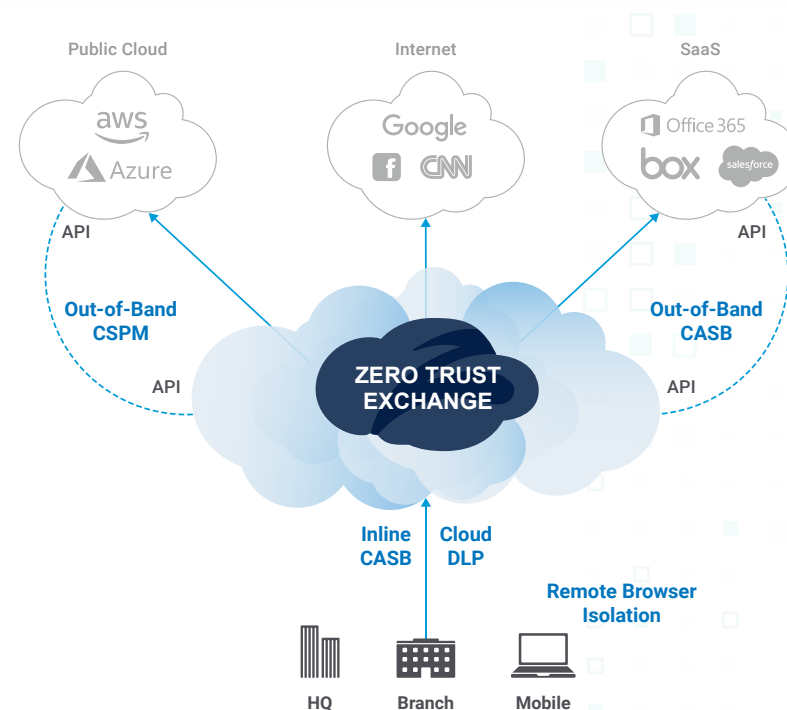 Public Cloud
Internet
SaaS
aws
Azure
Google
f
CNN
Office 365
box
salesforce
API
API
Out-of-Band
CSPM
Out-of-Band
CASB
API
API
ZERO TRUST
EXCHANGE
Inline
CASB
Cloud
DLP
Remote Browser
Isolation
HQ
Branch
Mobile